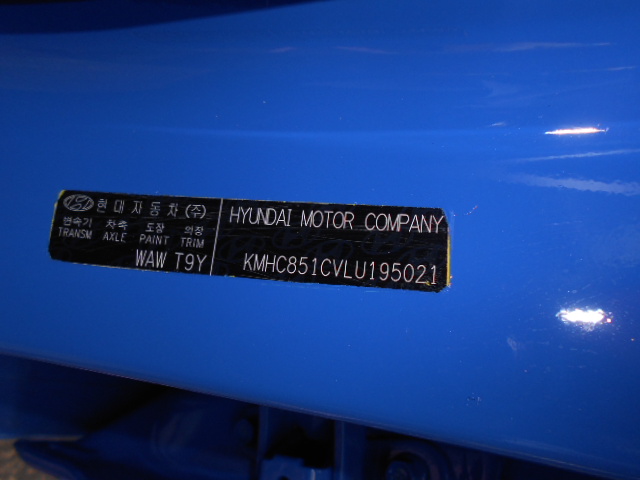 현대자동차(주)
변속기 차축 도장 의장
TRANSM AXLE PAINT TRIM
WAW T9Y
HYUNDAI MOTOR COMPANY
KMHC851CVLU195021